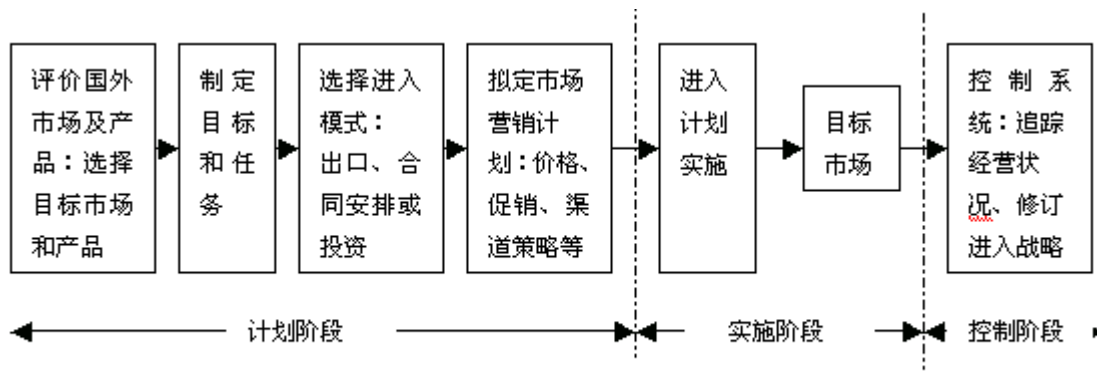 评价国外
市场及产
品：选择
目标市场
和产品
制定
目标
和任
务
选择进入
模式：
出口、合
同安排或
投资
拟定市场
营销计
划：价格、
促销、渠
道策略等
进入
计划
实施
目标
市场
控制系
统：追踪
经营状
况、修订
进入战略
计划阶段
实施阶段
控制阶段